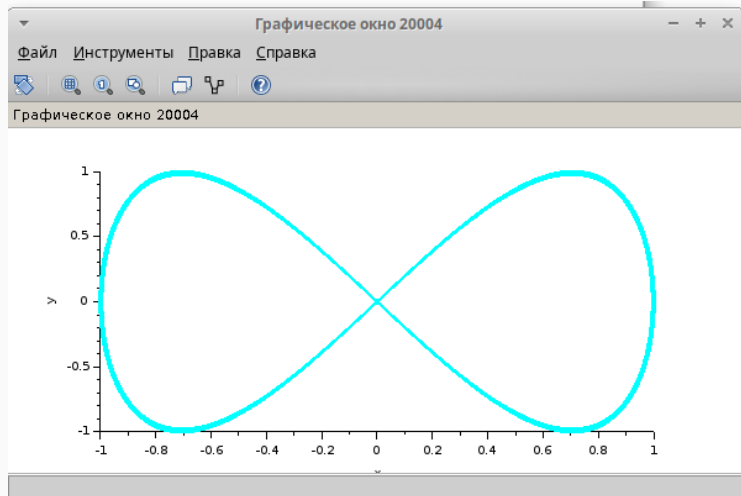 Графическое окно 20004
Файл Инструменты Правка Справка
Графическое окно 20004
1
0.5
y 0
-0.5
-1
-1 -0.8 -0.6 -0.4 -0.2 0 0.2 0.4 0.6 0.8 1